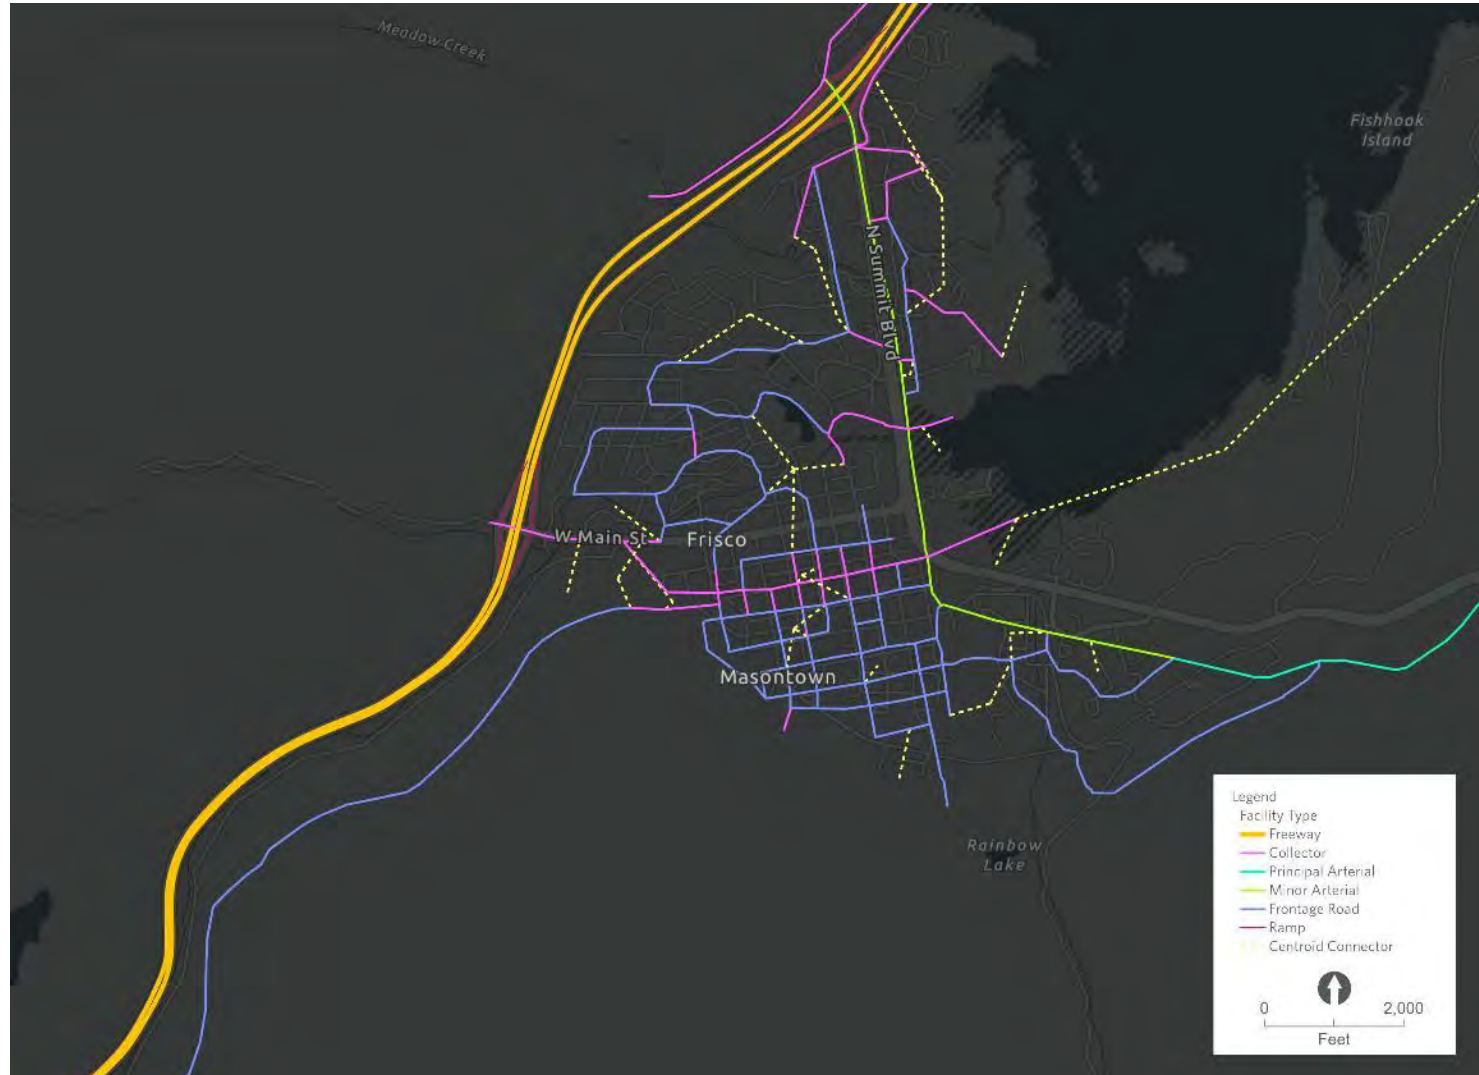 Meadow Creek
Fishhook
Island
N Summit Blvd
W Main St
Frisco
Masontown
Rainbow
Lake
Legend
Facility Type
Freeway
Collector
Principal Arterial
Minor Arterial
Frontage Road
Ramp
Centroid Connector
0 2,000
Feet